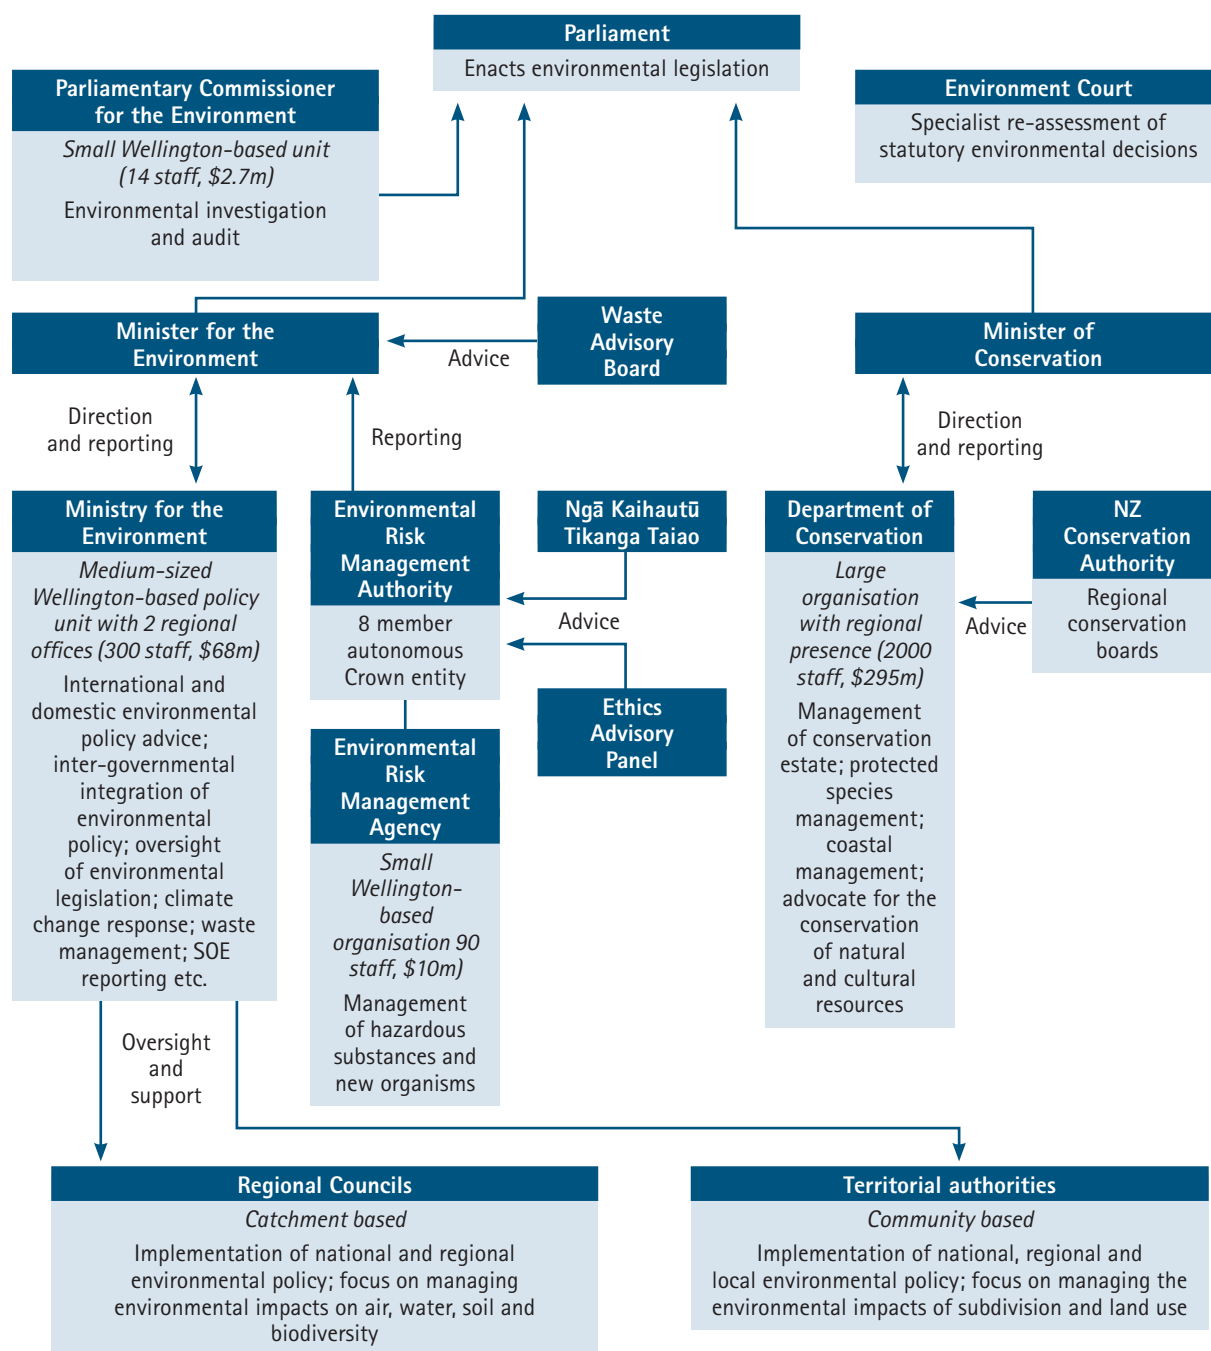 Parliament
Enacts environmental legislation
Parliamentary Commissioner
for the Environment
Small Wellington-based unit
(14 staff, $2.7m)
Environmental investigation
and audit
Environment Court
Specialist re-assessment of
statutory environmental decisions
Minister for the
Environment
Advice
Waste
Advisory
Board
Minister of
Conservation
Direction
and reporting
Reporting
Direction
and reporting
Ministry for the
Environment
Medium-sized
Wellington-based policy
unit with 2 regional
offices (300 staff, $68m)
International and
domestic environmental
policy advice;
inter-governmental
integration of
environmental
policy; oversight
of environmental
legislation; climate
change response; waste
management; SOE
reporting etc.
Environmental
Risk
Management
Authority
8 member
autonomous
Crown entity
Environmental
Risk
Management
Agency
Small
Wellington-
based
organisation 90
staff, $10m)
Management
of hazardous
substances and
new organisms
Ngā Kaihautū
Tikanga Taiao
Advice
Ethics
Advisory
Panel
Department of
Conservation
Large
organisation
with regional
presence (2000
staff, $295m)
Management
of conservation
estate; protected
species
management;
coastal
management;
advocate for the
conservation
of natural
and cultural
resources
Advice
NZ
Conservation
Authority
Regional
conservation
boards
Oversight
and
support
Regional Councils
Catchment based
Implementation of national and regional
environmental policy; focus on managing
environmental impacts on air, water, soil and
biodiversity
Territorial authorities
Community based
Implementation of national, regional and
local environmental policy; focus on managing the
environmental impacts of subdivision and land use